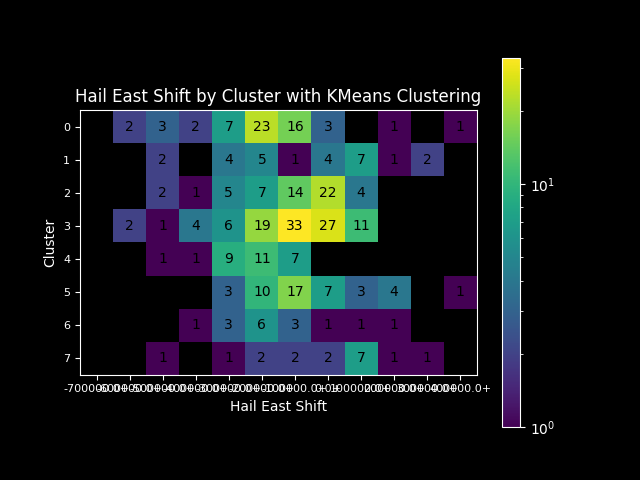 Hail East Shift by Cluster with KMeans Clustering
0 2 3 2 7 23 16 3 1 1
1 2 4 5 1 4 7 1 2
2 2 1 5 7 14 22 4
3 2 1 4 6 19 33 27 11
4 1 1 9 11 7
5 3 10 17 7 3 4 1
6 1 3 6 3 1 1 1
7 1 1 2 2 2 7 1 1
Cluster
Hail East Shift
10¹
10⁰